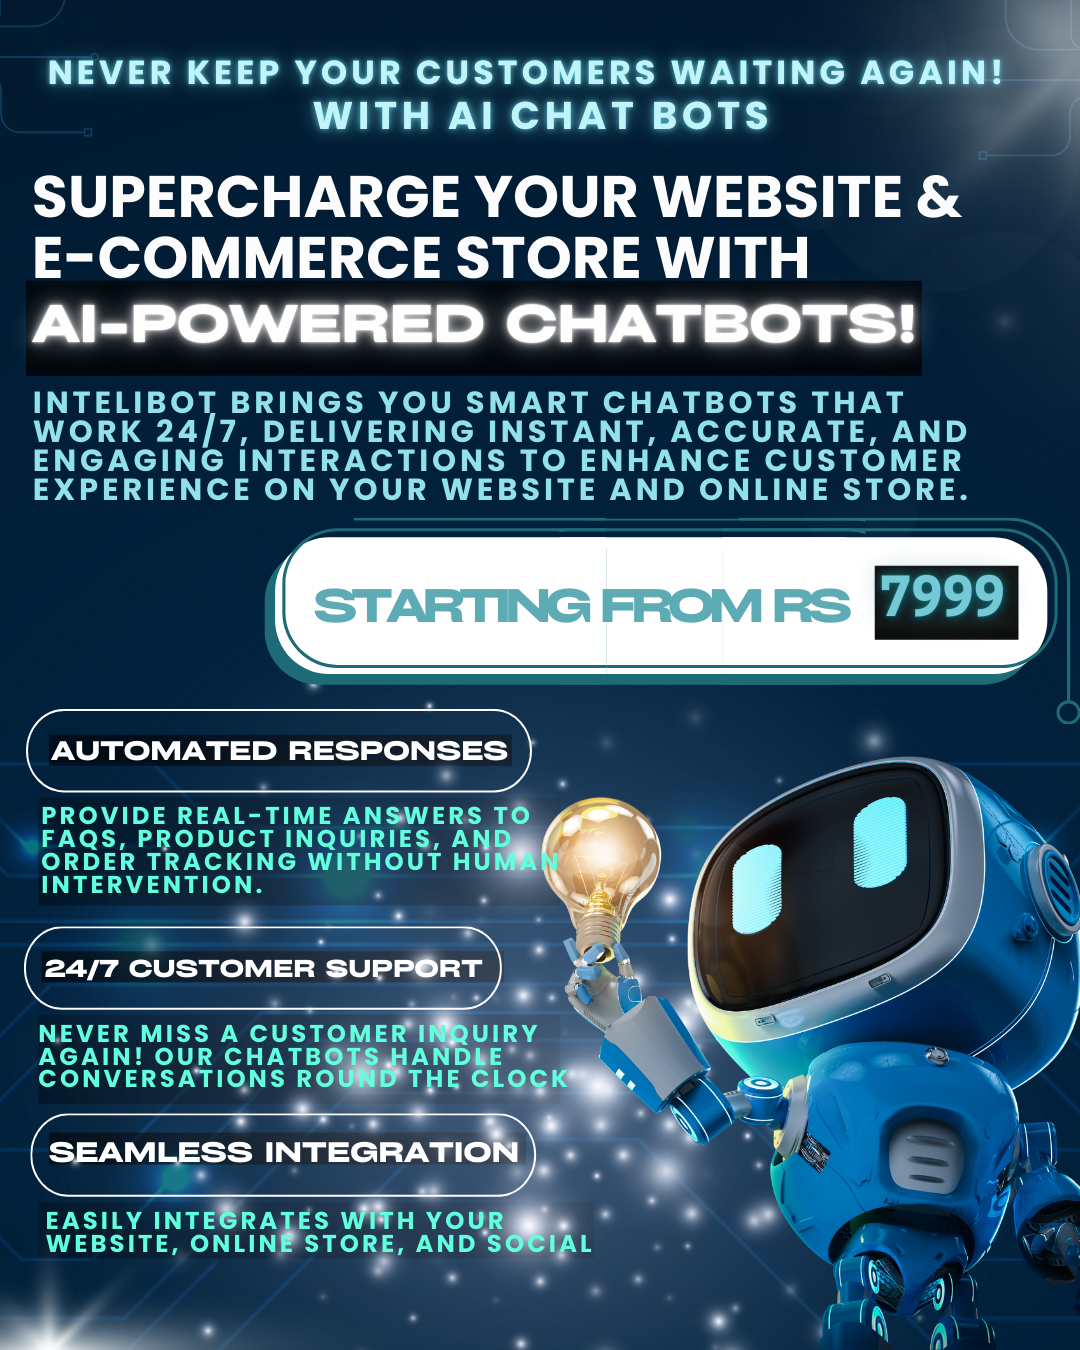 NEVER KEEP YOUR CUSTOMERS WAITING AGAIN!
WITH AI CHAT BOTS
SUPERCHARGE YOUR WEBSITE &
E-COMMERCE STORE WITH
AI-POWERED CHATBOTS!
INTELIBOT BRINGS YOU SMART CHATBOTS THAT
WORK 24/7, DELIVERING INSTANT, ACCURATE, AND
ENGAGING INTERACTIONS TO ENHANCE CUSTOMER
EXPERIENCE ON YOUR WEBSITE AND ONLINE STORE.
STARTING FROM RS 7999
AUTOMATED RESPONSES
PROVIDE REAL-TIME ANSWERS TO
FAQS, PRODUCT INQUIRIES, AND
ORDER TRACKING WITHOUT HUMAN
INTERVENTION.
24/7 CUSTOMER SUPPORT
NEVER MISS A CUSTOMER INQUIRY
AGAIN! OUR CHATBOTS HANDLE
CONVERSATIONS ROUND THE CLOCK
SEAMLESS INTEGRATION
EASILY INTEGRATES WITH YOUR
WEBSITE, ONLINE STORE, AND SOCIAL